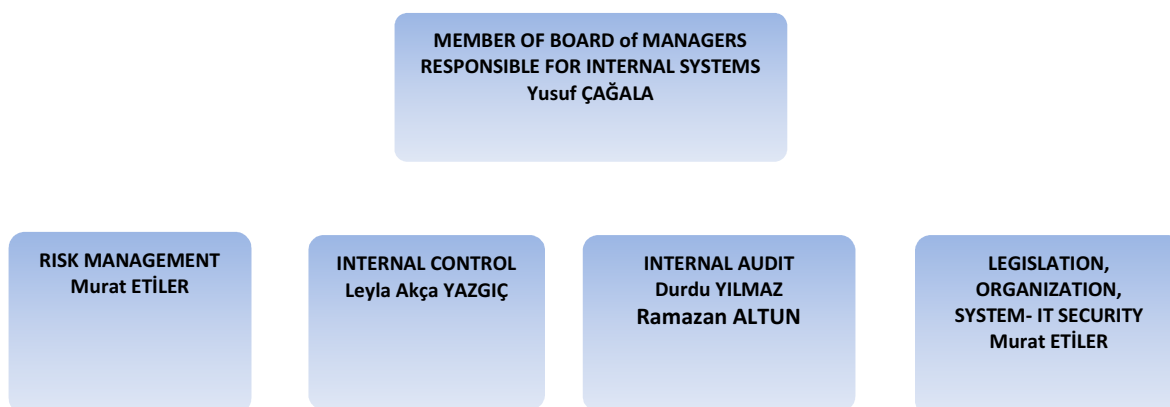 MEMBER OF BOARD of MANAGERS
RESPONSIBLE FOR INTERNAL SYSTEMS
Yusuf ÇAĞALA
RISK MANAGEMENT
Murat ETİLER
INTERNAL CONTROL
Leyla Akça YAZGIÇ
INTERNAL AUDIT
Durdu YILMAZ
Ramazan ALTUN
LEGISLATION,
ORGANIZATION,
SYSTEM- IT SECURITY
Murat ETİLER